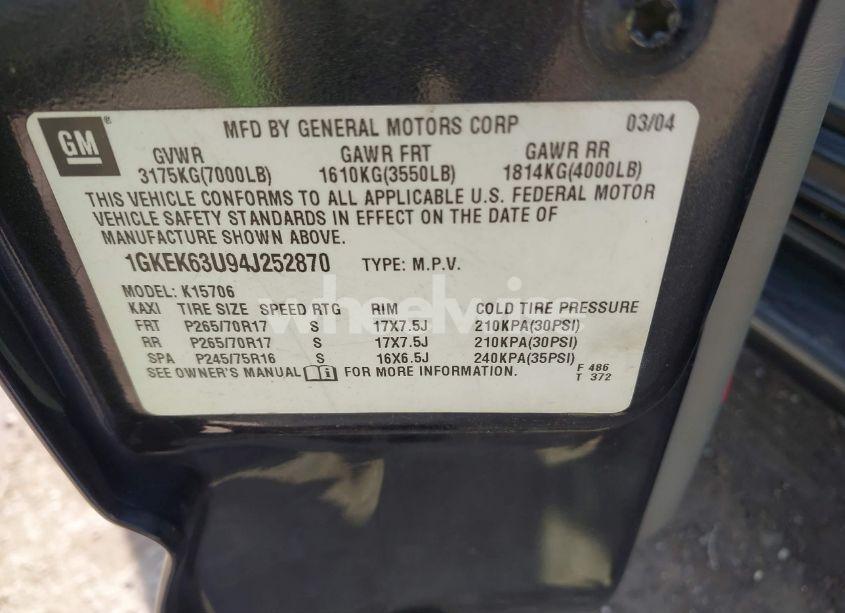 GM
MFD BY GENERAL MOTORS CORP 03/04
GVWR GAWR FRT GAWR RR
3175KG(7000LB) 1610KG(3550LB) 1814KG(4000LB)
THIS VEHICLE CONFORMS TO ALL APPLICABLE U.S. FEDERAL MOTOR
VEHICLE SAFETY STANDARDS IN EFFECT ON THE DATE OF
MANUFACTURE SHOWN ABOVE.
1GKEK63U94J252870 TYPE: M.P.V.
MODEL: K15706
KAXI TIRE SIZE SPEED RTG RIM COLD TIRE PRESSURE
FRT P265/70R17 S 17X7.5J 210KPA(30PSI)
RR P265/70R17 S 17X7.5J 210KPA(30PSI)
SPA P245/75R16 S 16X6.5J 240KPA(35PSI)
SEE OWNER'S MANUAL FOR MORE INFORMATION.
F 486
T 372